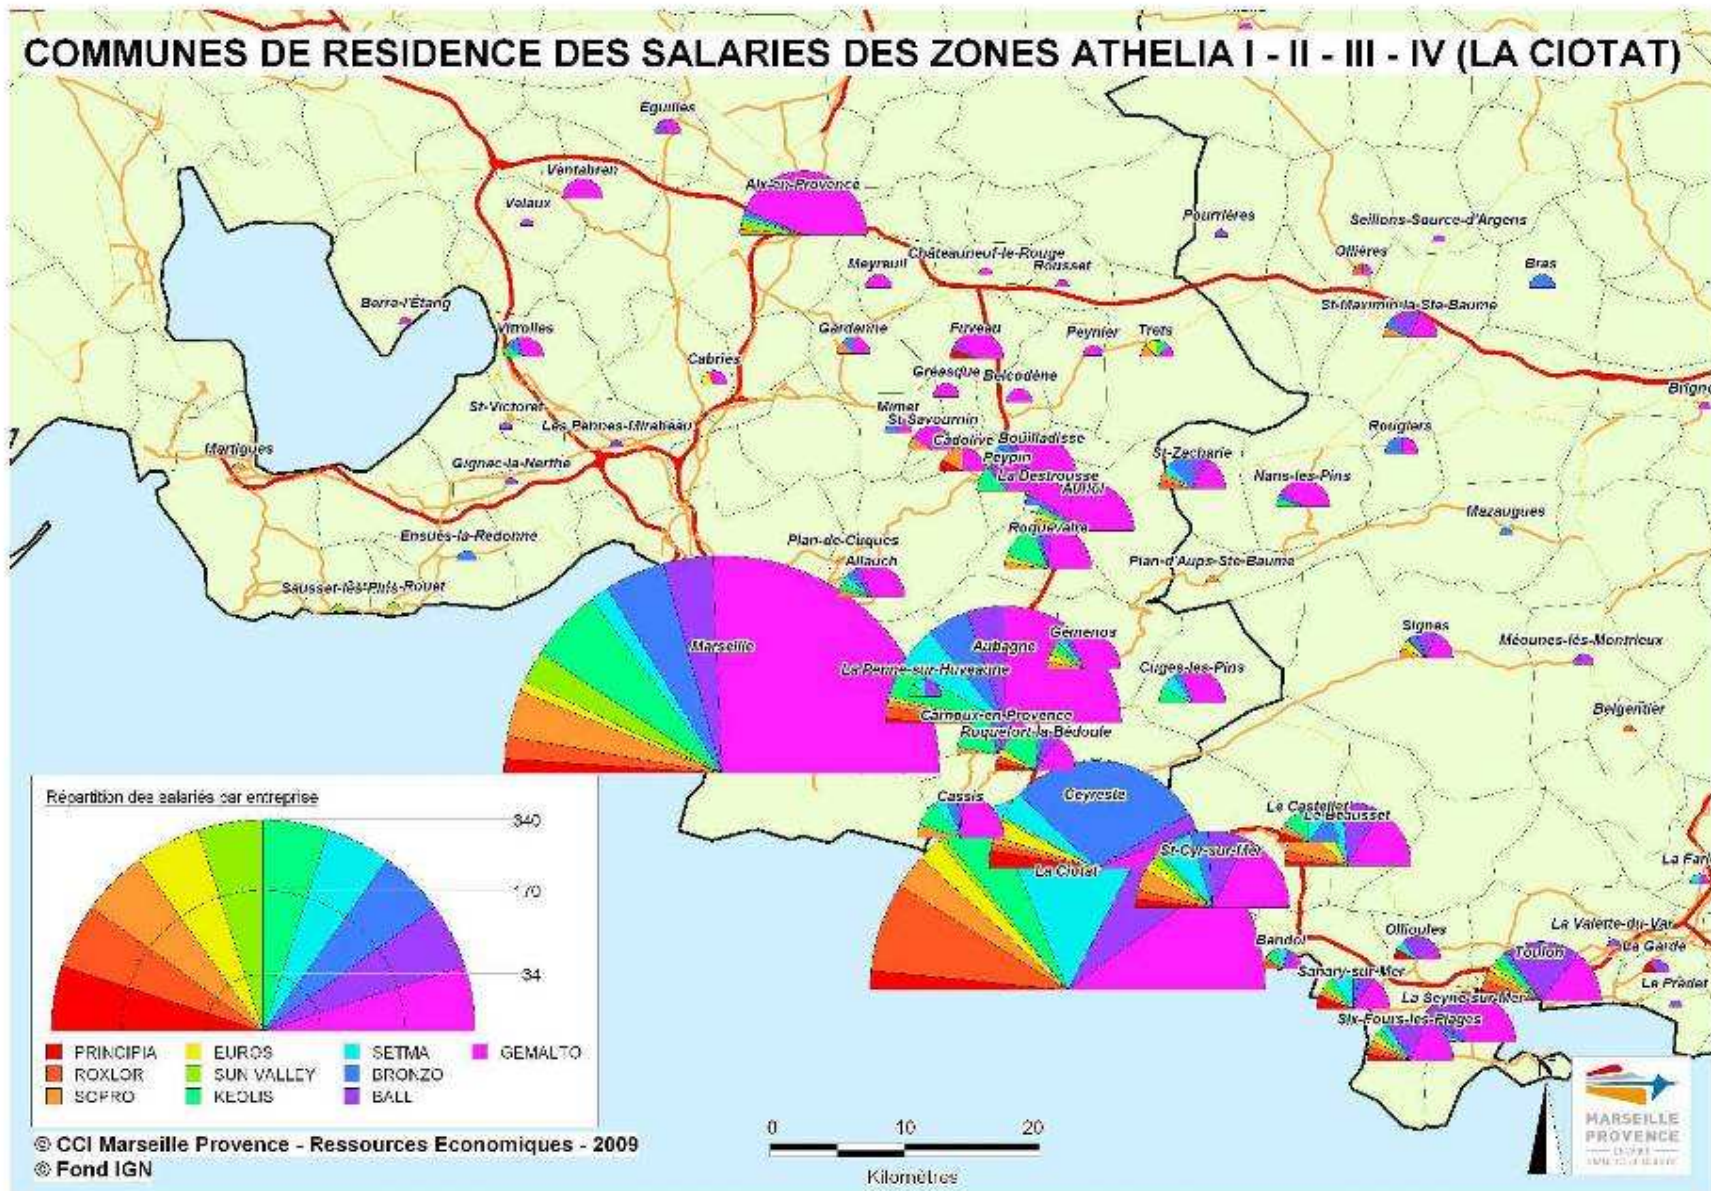 COMMUNES DE RESIDENCE DES SALARIES DES ZONES ATHELIA I - II - III - IV (LA CIOTAT)
Éguilles
Ventabren
Aix-en-Provence
Velaux
Pourrières
Seillons-Source-d'Argens
Châteauneuf-le-Rouge
Ollières
Meyreuil
Rousset
Bras
Berre-l'Étang
St-Maximin-la-Ste-Baume
Vitrolles
Gardanne
Fuveau
Peynier
Trets
Cabriès
Gréasque
Belcodène
Brigno
St-Victoret
Mimet
Les Pennes-Mirabeau
St-Savournin
Rougiers
Cadolive
Bouilladisse
Martigues
Gignac-la-Nerthe
Peypin
St-Zacharie
La Destrousse
Nans-les-Pins
Auriol
Mazaugues
Ensuès-la-Redonne
Roquevaire
Plan-de-Cuques
Allauch
Plan-d'Aups-Ste-Baume
Sausset-les-Pins
Rouet
Signes
Gémenos
Méounes-lès-Montrieux
Marseille
Aubagne
La Penne-sur-Huveaune
Cuges-les-Pins
Belgentier
Carnoux-en-Provence
Roquefort-la-Bédoule
Cassis
Ceyreste
Le Castellet
Le Beausset
St-Cyr-sur-Mer
La Ciotat
La Farl
La Valette-du-Var
Ollioules
Bandol
Toulon
La Garde
Sanary-sur-Mer
Le Pradet
La Seyne-sur-Mer
Six-Fours-les-Plages
Répartition des salariés par entreprise
340
170
34
PRINCIPIA EUROS SETMA GEMALTO
ROXLOR SUN VALLEY BRONZO
SOPRO KEOLIS BALL
© CCI Marseille Provence - Ressources Economiques - 2009
© Fond IGN
0 10 20
Kilomètres
MARSEILLE
PROVENCE